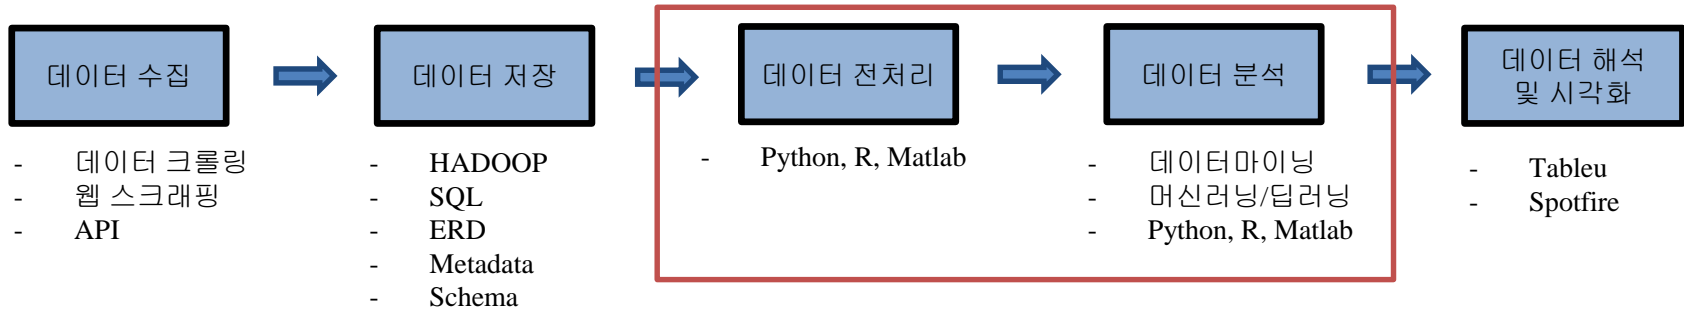 데이터 수집
- 데이터 크롤링
- 웹 스크래핑
- API
데이터 저장
- HADOOP
- SQL
- ERD
- Metadata
- Schema
데이터 전처리
- Python, R, Matlab
데이터 분석
- 데이터마이닝
- 머신러닝/딥러닝
- Python, R, Matlab
데이터 해석
및 시각화
- Tableu
- Spotfire